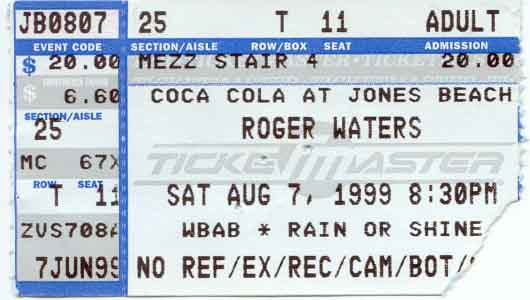 JB0807 25 T 11 ADULT
EVENT CODE SECTION/AISLE ROW/BOX SEAT ADMISSION
$ 20.00 MEZZ STAIR 4 20.00
$ 6.60 COCA COLA AT JONES BEACH
SECTION/AISLE
25 ROGER WATERS
MC 67X TICKETMASTER
ROW SEAT
T 11 SAT AUG 7, 1999 8:30PM
ZVS708A WBAB * RAIN OR SHINE
7JUN99 NO REF/EX/REC/CAM/BOT/